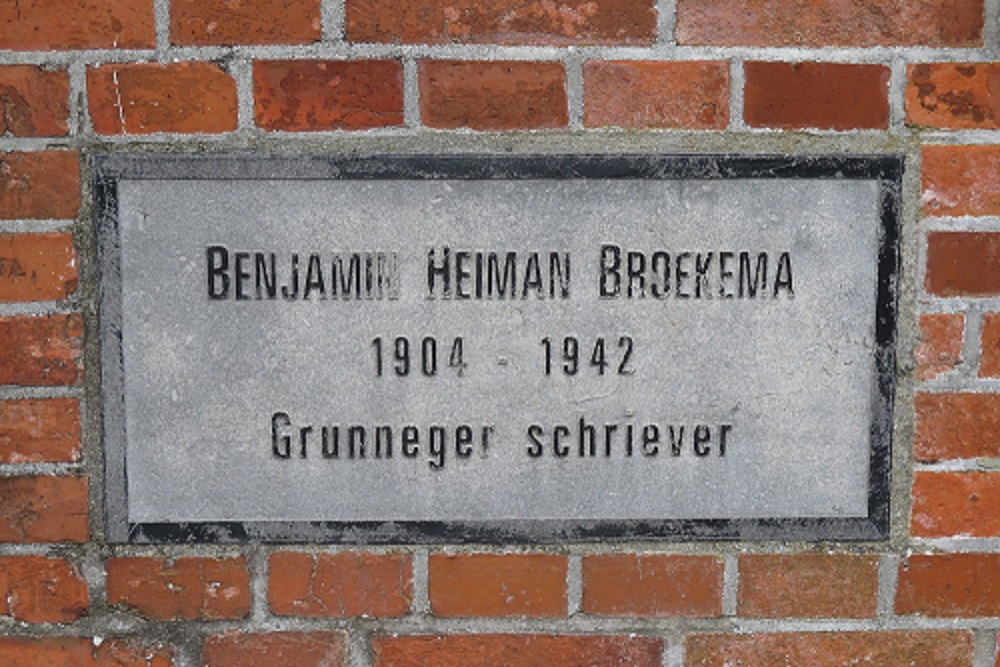 BENJAMIN HEIMAN BROEKEMA
1904 - 1942
Grunneger schriever